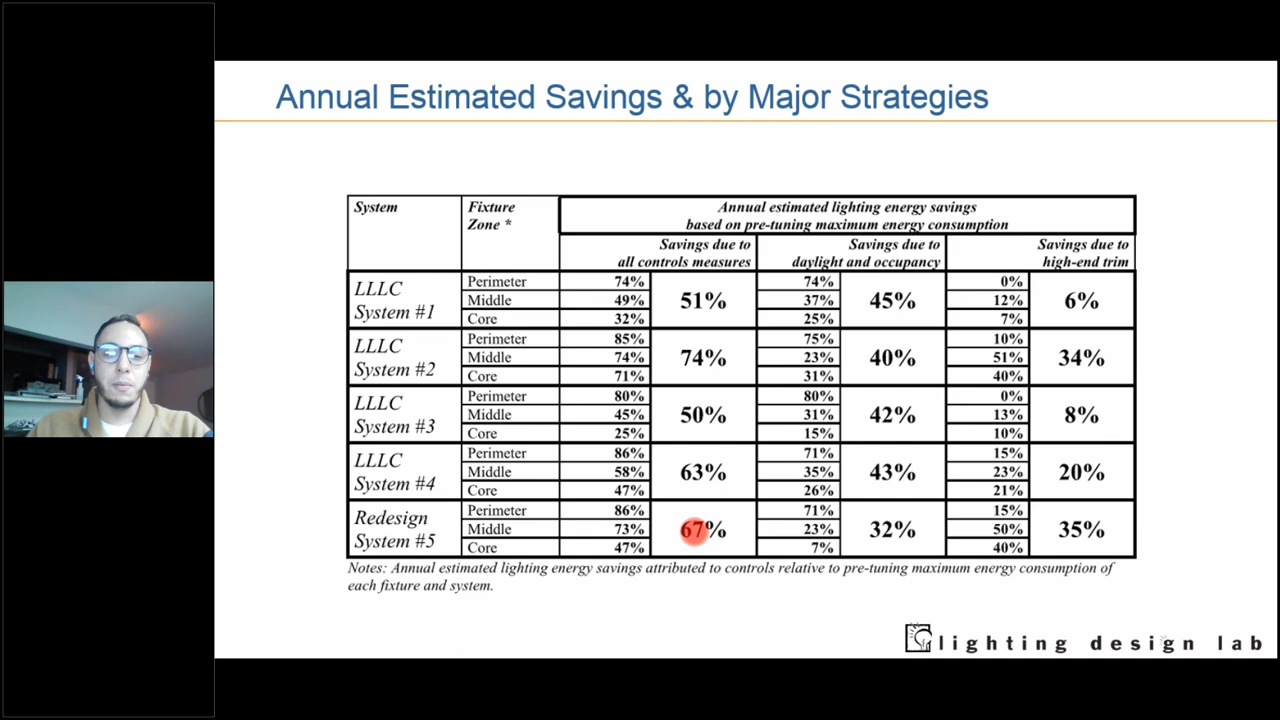 Annual Estimated Savings & by Major Strategies
System
Fixture
Zone *
Annual estimated lighting energy savings
based on pre-tuning maximum energy consumption
Savings due to
all controls measures
Savings due to
daylight and occupancy
Savings due to
high-end trim
LLLC
System #1
Perimeter 74% 74% 0%
Middle 49% 51% 37% 45% 12% 6%
Core 32% 25% 7%
LLLC
System #2
Perimeter 85% 75% 10%
Middle 74% 74% 23% 40% 51% 34%
Core 71% 31% 40%
LLLC
System #3
Perimeter 80% 80% 0%
Middle 45% 50% 31% 42% 13% 8%
Core 25% 15% 10%
LLLC
System #4
Perimeter 86% 71% 15%
Middle 58% 63% 35% 43% 23% 20%
Core 47% 26% 21%
Redesign
System #5
Perimeter 86% 71% 15%
Middle 73% 67% 23% 32% 50% 35%
Core 47% 7% 40%
Notes: Annual estimated lighting energy savings attributed to controls relative to pre-tuning maximum energy consumption of
each fixture and system.
lighting design lab